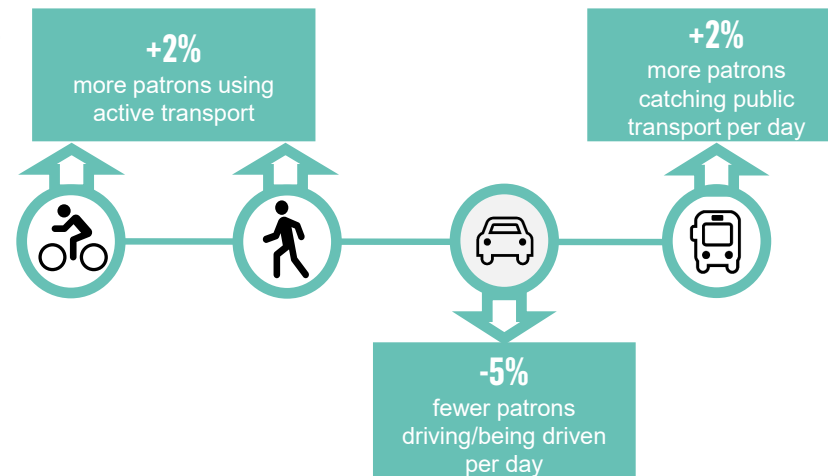 +2%
more patrons using
active transport
+2%
more patrons
catching public
transport per day
-5%
fewer patrons
driving/being driven
per day